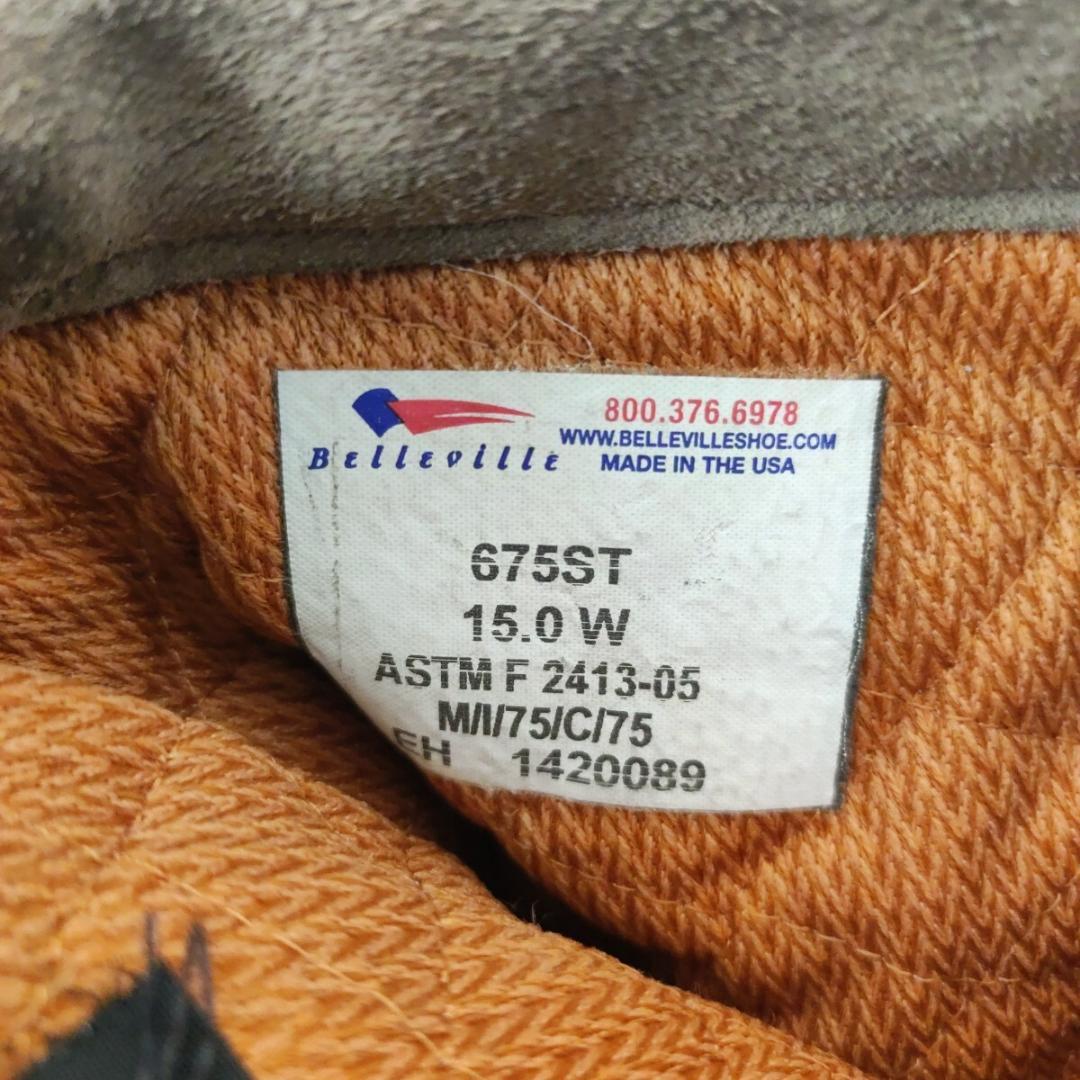 Belleville
800.376.6978
WWW.BELLEVILLESHOE.COM
MADE IN THE USA
675ST
15.0 W
ASTM F 2413-05
M/I/75/C/75
EH 1420089